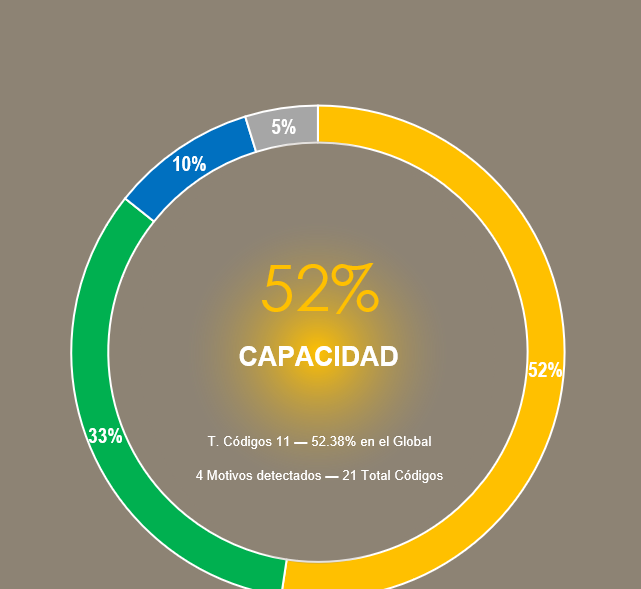 5%
10%
52%
CAPACIDAD
52%
33%
T. Códigos 11 — 52.38% en el Global
4 Motivos detectados — 21 Total Códigos